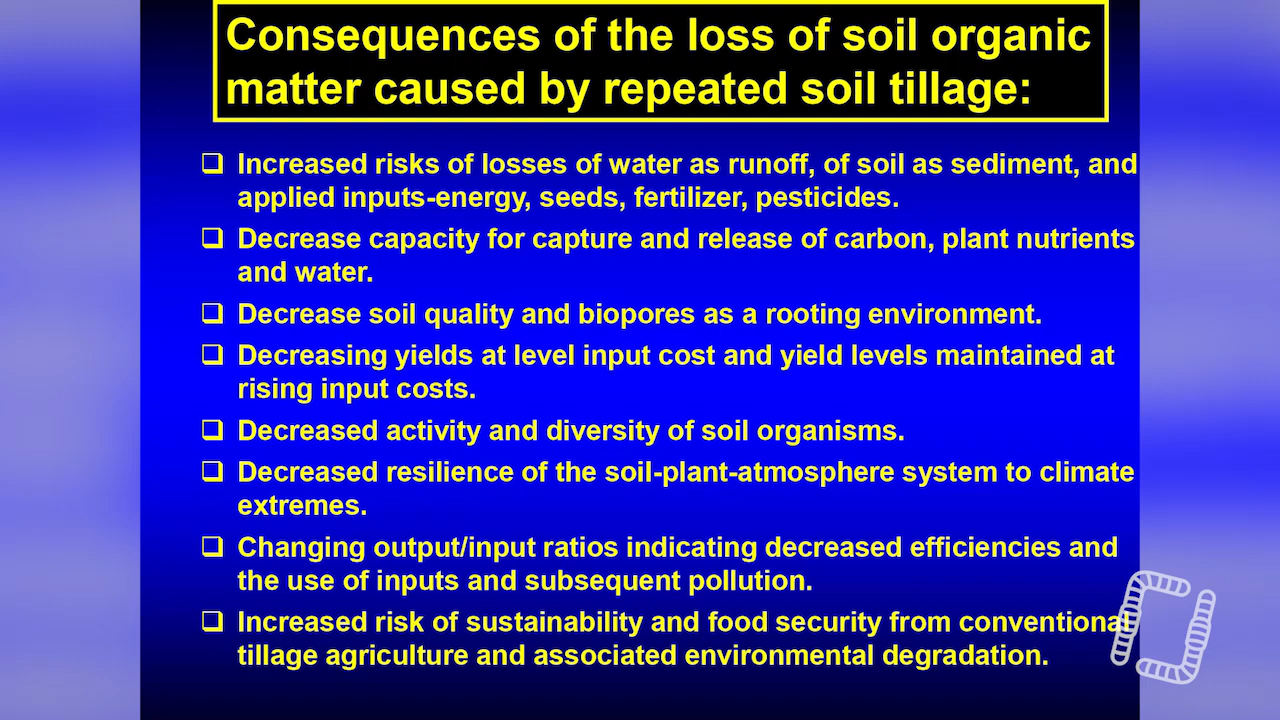 Consequences of the loss of soil organic
matter caused by repeated soil tillage:
Increased risks of losses of water as runoff, of soil as sediment, and
applied inputs-energy, seeds, fertilizer, pesticides.
Decrease capacity for capture and release of carbon, plant nutrients
and water.
Decrease soil quality and biopores as a rooting environment.
Decreasing yields at level input cost and yield levels maintained at
rising input costs.
Decreased activity and diversity of soil organisms.
Decreased resilience of the soil-plant-atmosphere system to climate
extremes.
Changing output/input ratios indicating decreased efficiencies and
the use of inputs and subsequent pollution.
Increased risk of sustainability and food security from conventional
tillage agriculture and associated environmental degradation.